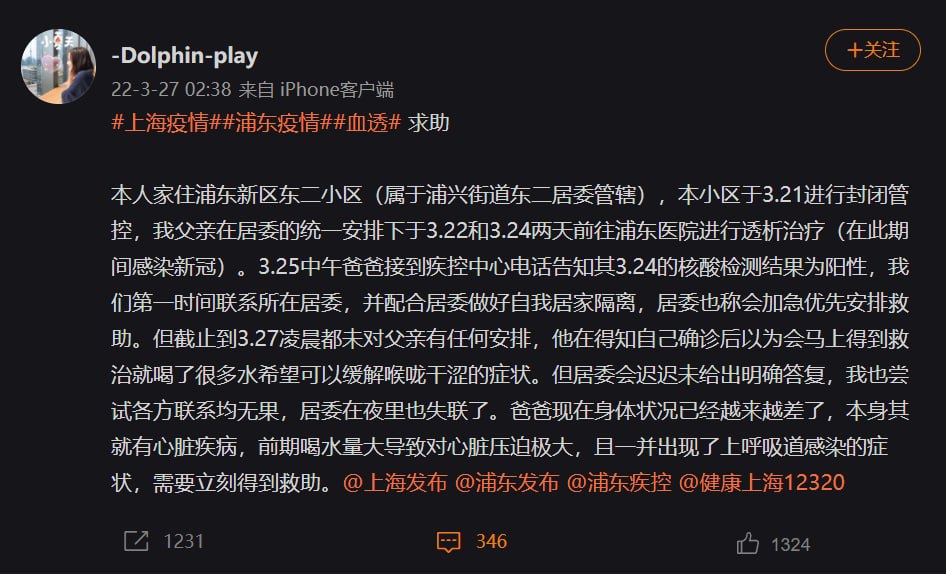 -Dolphin-play
+关注
22-3-27 02:38 来自 iPhone客户端
#上海疫情##浦东疫情##血透# 求助
本人家住浦东新区东二小区（属于浦兴街道东二居委管辖），本小区于3.21进行封闭管
控，我父亲在居委的统一安排下于3.22和3.24两天前往浦东医院进行透析治疗（在此期
间感染新冠）。3.25中午爸爸接到疾控中心电话告知其3.24的核酸检测结果为阳性，我
们第一时间联系所在居委，并配合居委做好自我居家隔离，居委也称会加急优先安排救
助。但截止到3.27凌晨都未对父亲有任何安排，他在得知自己确诊后以为会马上得到救
治就喝了很多水希望可以缓解喉咙干涩的症状。但居委会迟迟未给出明确答复，我也尝
试各方联系均无果，居委在夜里也失联了。爸爸现在身体状况已经越来越差了，本身其
就有心脏疾病，前期喝水量大导致对心脏压迫极大，且一并出现了上呼吸道感染的症
状，需要立刻得到救助。@上海发布 @浦东发布 @浦东疾控 @健康上海12320
1231
346
1324